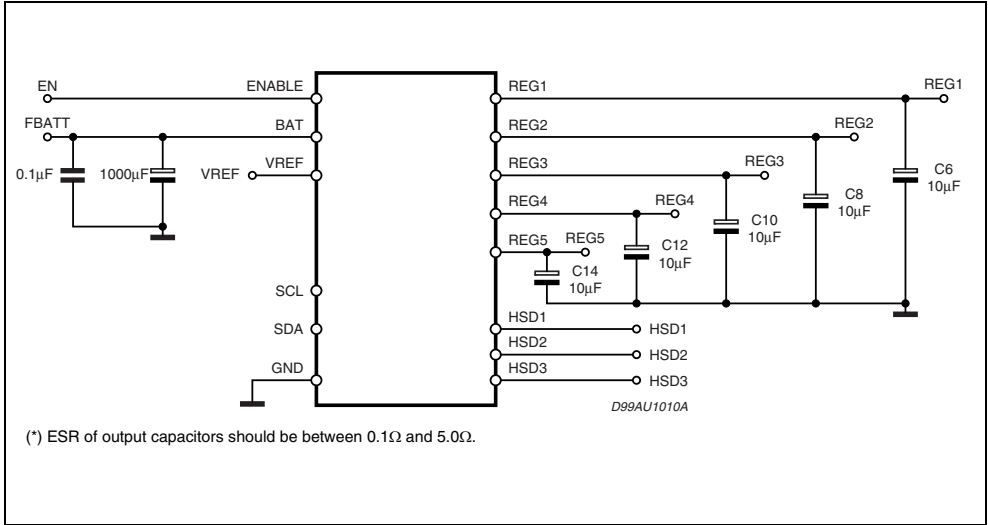 EN
ENABLE
FBATT
BAT
0.1µF
1000µF
VREF
VREF
SCL
SDA
GND
REG1
REG1
REG2
REG2
REG3
REG3
REG4
REG4
REG5
REG5
C6
10µF
C8
10µF
C10
10µF
C12
10µF
C14
10µF
HSD1
HSD1
HSD2
HSD2
HSD3
HSD3
D99AU1010A
(*) ESR of output capacitors should be between 0.1Ω and 5.0Ω.